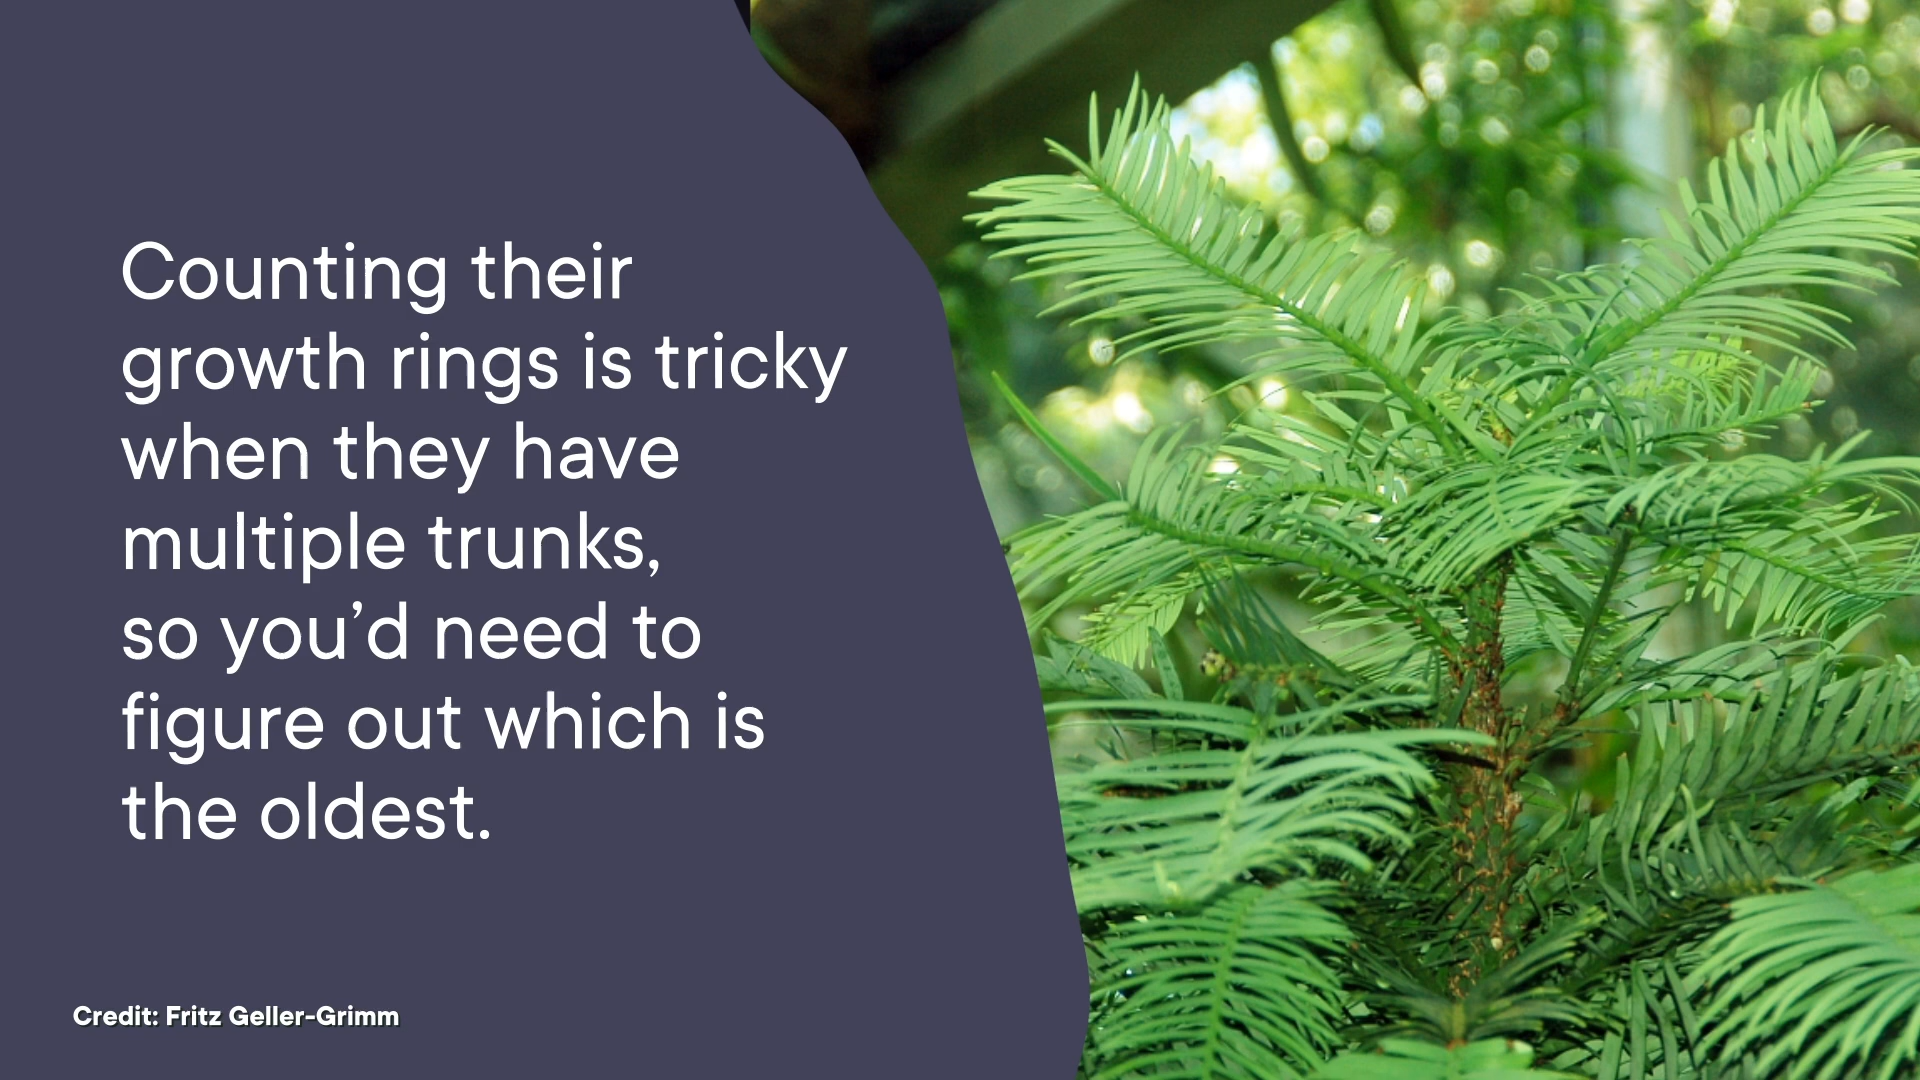 Counting their
growth rings is tricky
when they have
multiple trunks,
so you’d need to
figure out which is
the oldest.
Credit: Fritz Geller-Grimm